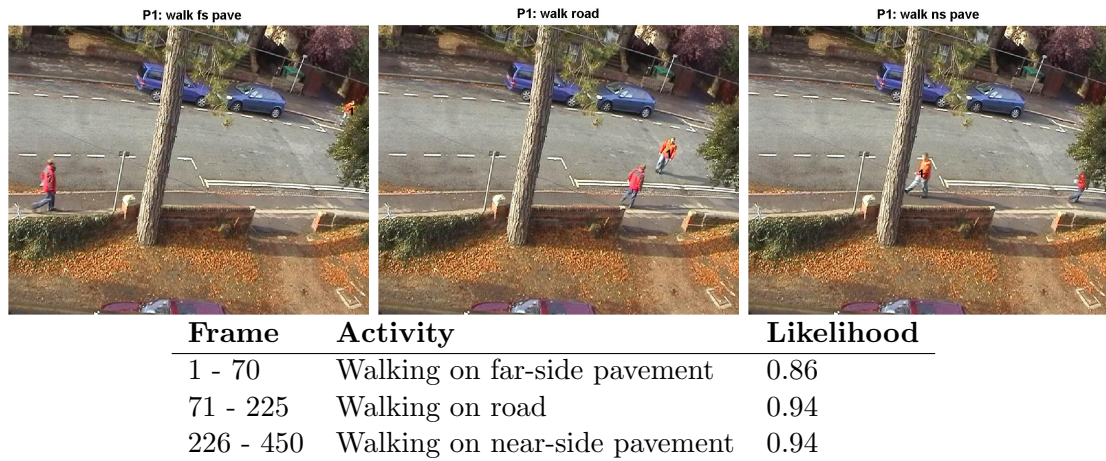 P1: walk fs pave P1: walk road P1: walk ns pave
Frame Activity Likelihood
1 - 70 Walking on far-side pavement 0.86
71 - 225 Walking on road 0.94
226 - 450 Walking on near-side pavement 0.94